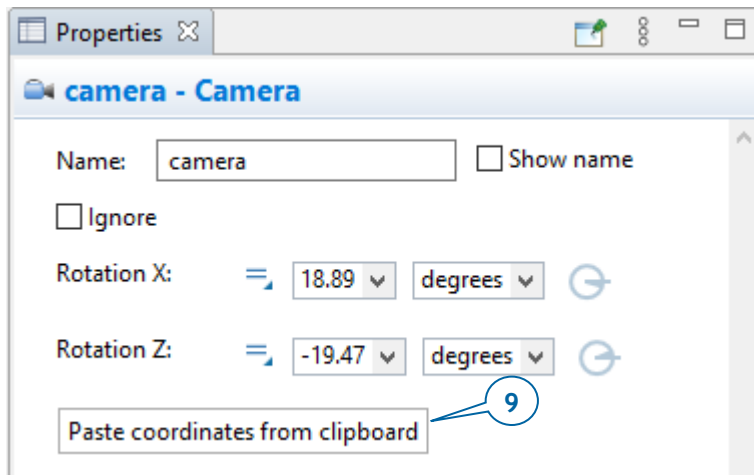 Properties
camera - Camera
Name: camera Show name
Ignore
Rotation X: 18.89 degrees
Rotation Z: -19.47 degrees
9
Paste coordinates from clipboard